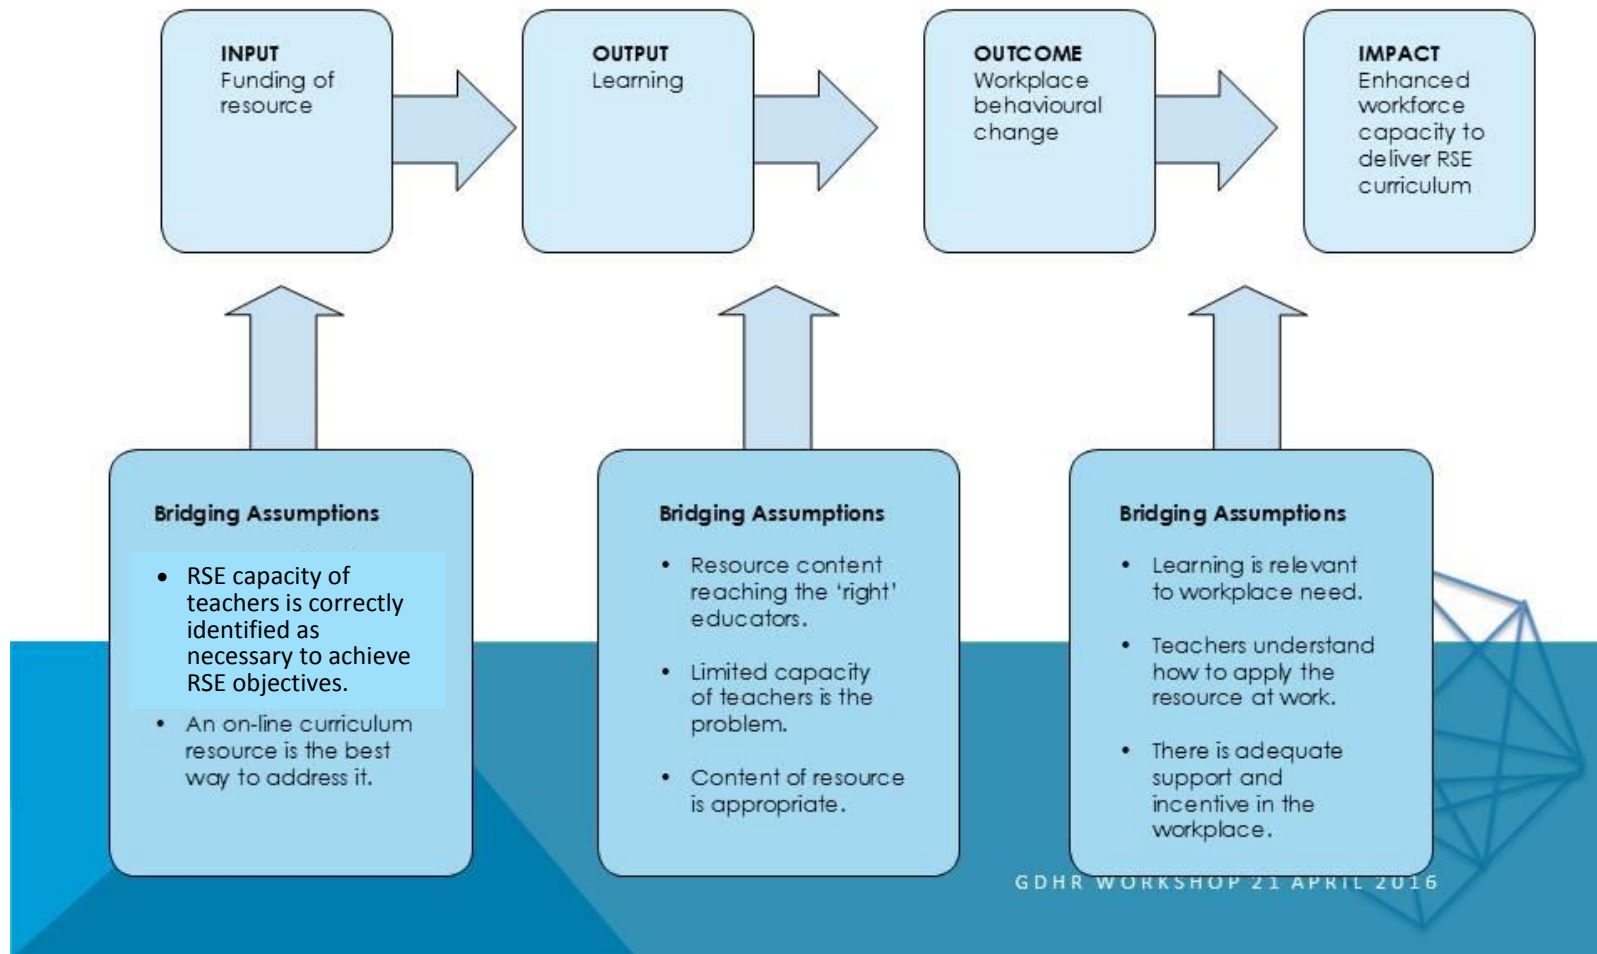 INPUT
Funding of
resource
OUTPUT
Learning
OUTCOME
Workplace
behavioural
change
IMPACT
Enhanced
workforce
capacity to
deliver RSE
curriculum
Bridging Assumptions
• RSE capacity of
teachers is correctly
identified as
necessary to achieve
RSE objectives.
• An on-line curriculum
resource is the best
way to address it.
Bridging Assumptions
• Resource content
reaching the ‘right’
educators.
• Limited capacity
of teachers is the
problem.
• Content of resource
is appropriate.
Bridging Assumptions
• Learning is relevant
to workplace need.
• Teachers understand
how to apply the
resource at work.
• There is adequate
support and
incentive in the
workplace.
GDHR WORKSHOP 21 APRIL 2016